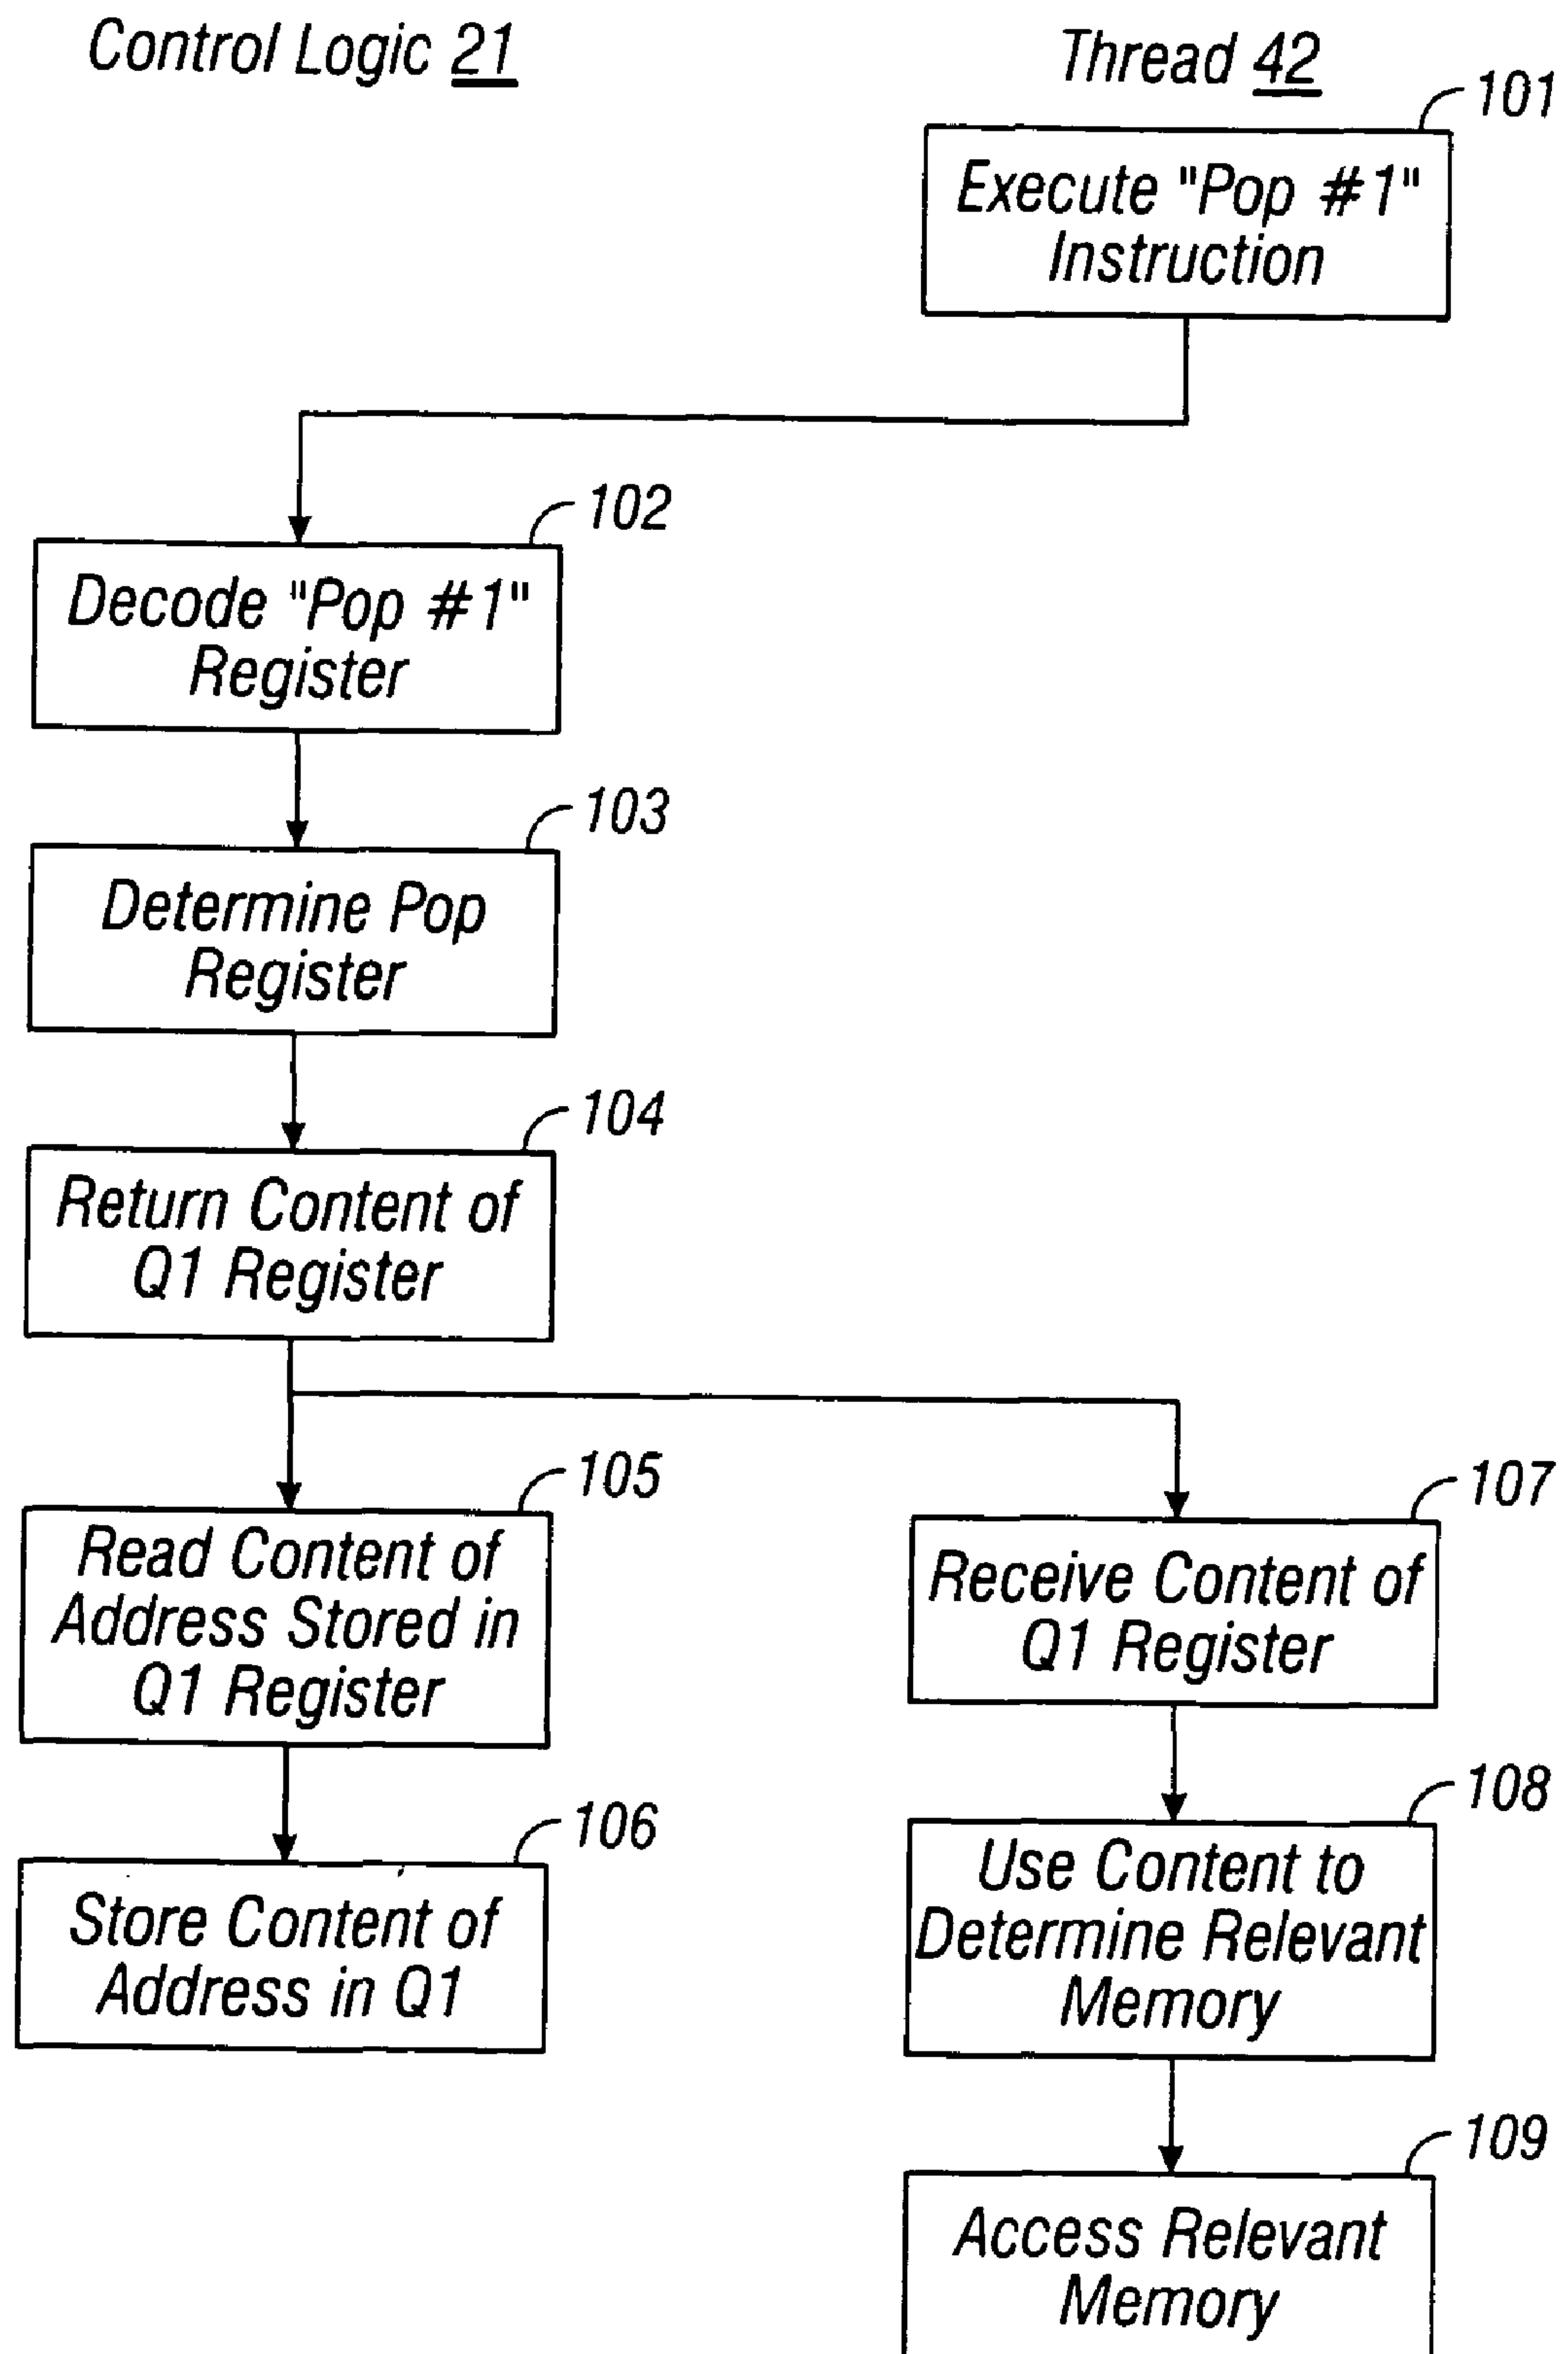 Control Logic 21
Thread 42
101
Execute "Pop #1"
Instruction
102
Decode "Pop #1"
Register
103
Determine Pop
Register
104
Return Content of
Q1 Register
105
Read Content of
Address Stored in
Q1 Register
106
Store Content of
Address in Q1
107
Receive Content of
Q1 Register
108
Use Content to
Determine Relevant
Memory
109
Access Relevant
Memory